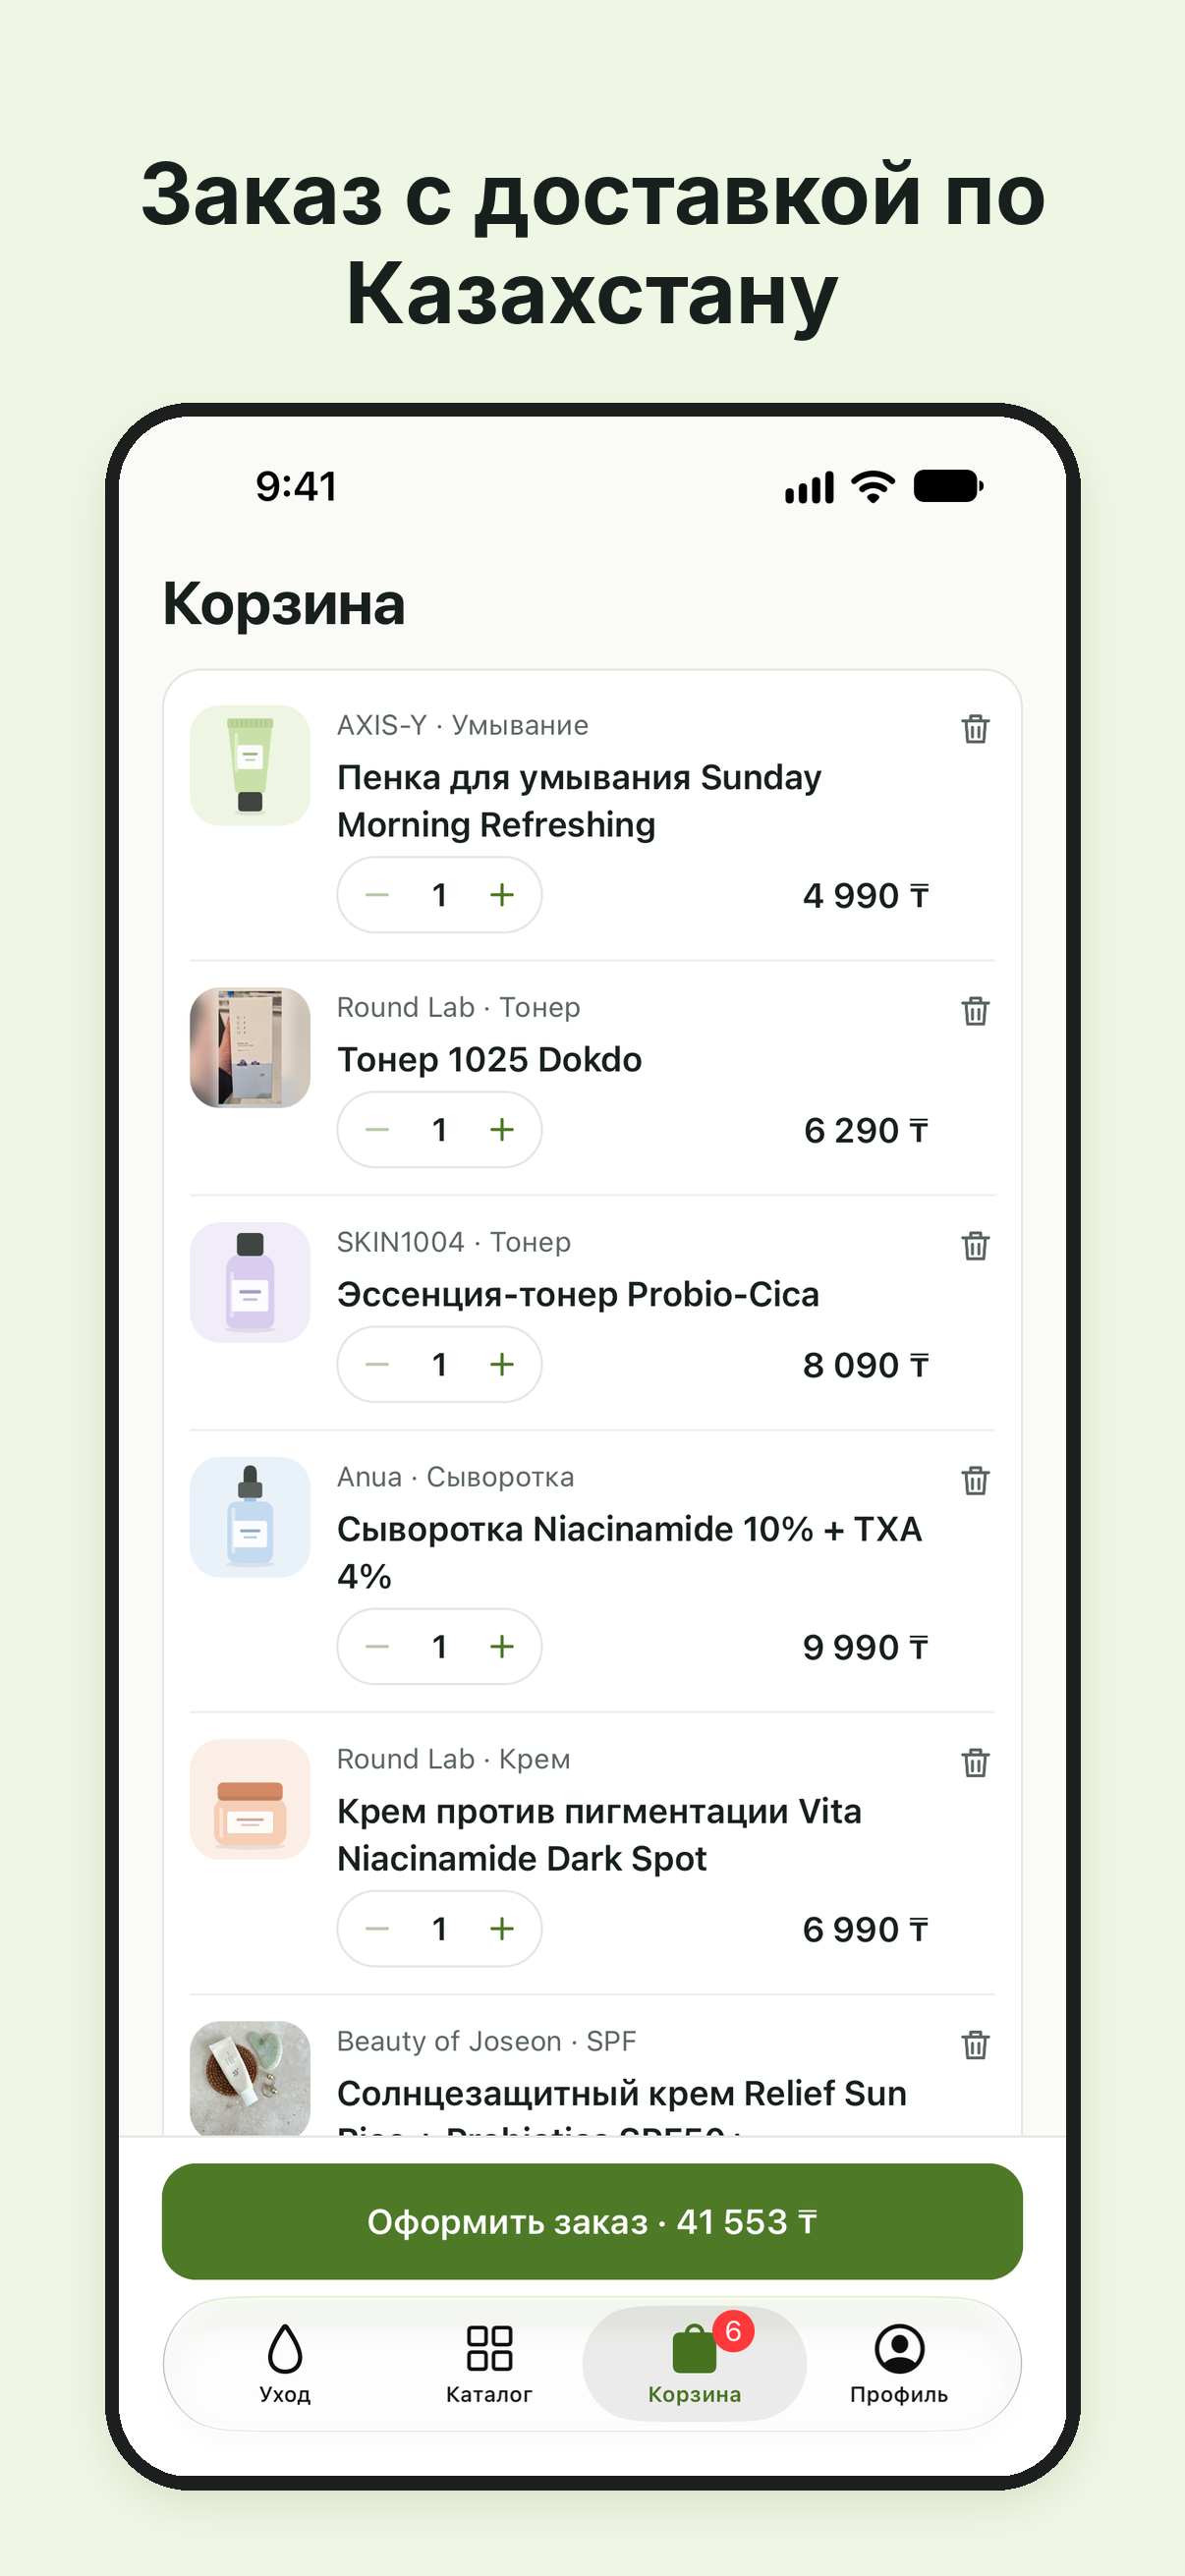 Заказ с доставкой по
Казахстану
9:41
Корзина
AXIS-Y · Умывание
Пенка для умывания Sunday
Morning Refreshing
1
4 990 ₸
Round Lab · Тонер
Тонер 1025 Dokdo
1
6 290 ₸
SKIN1004 · Тонер
Эссенция-тонер Probio-Cica
1
8 090 ₸
Anua · Сыворотка
Сыворотка Niacinamide 10% + TXA
4%
1
9 990 ₸
Round Lab · Крем
Крем против пигментации Vita
Niacinamide Dark Spot
1
6 990 ₸
Beauty of Joseon · SPF
Солнцезащитный крем Relief Sun
Оформить заказ · 41 553 ₸
6
Уход
Каталог
Корзина
Профиль